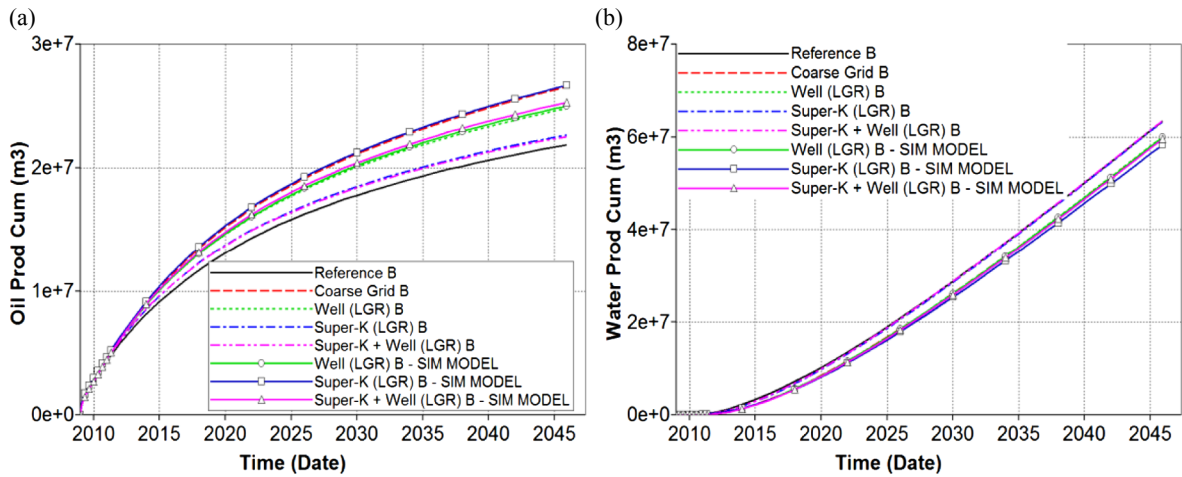 (a)
Oil Prod Cum (m3)
3e+7
2e+7
1e+7
0e+0
Reference B
Coarse Grid B
Well (LGR) B
Super-K (LGR) B
Super-K + Well (LGR) B
Well (LGR) B - SIM MODEL
Super-K (LGR) B - SIM MODEL
Super-K + Well (LGR) B - SIM MODEL
2010 2015 2020 2025 2030 2035 2040 2045
Time (Date)
(b)
Water Prod Cum (m3)
8e+7
6e+7
4e+7
2e+7
0e+0
Reference B
Coarse Grid B
Well (LGR) B
Super-K (LGR) B
Super-K + Well (LGR) B
Well (LGR) B - SIM MODEL
Super-K (LGR) B - SIM MODEL
Super-K + Well (LGR) B - SIM MODEL
2010 2015 2020 2025 2030 2035 2040 2045
Time (Date)